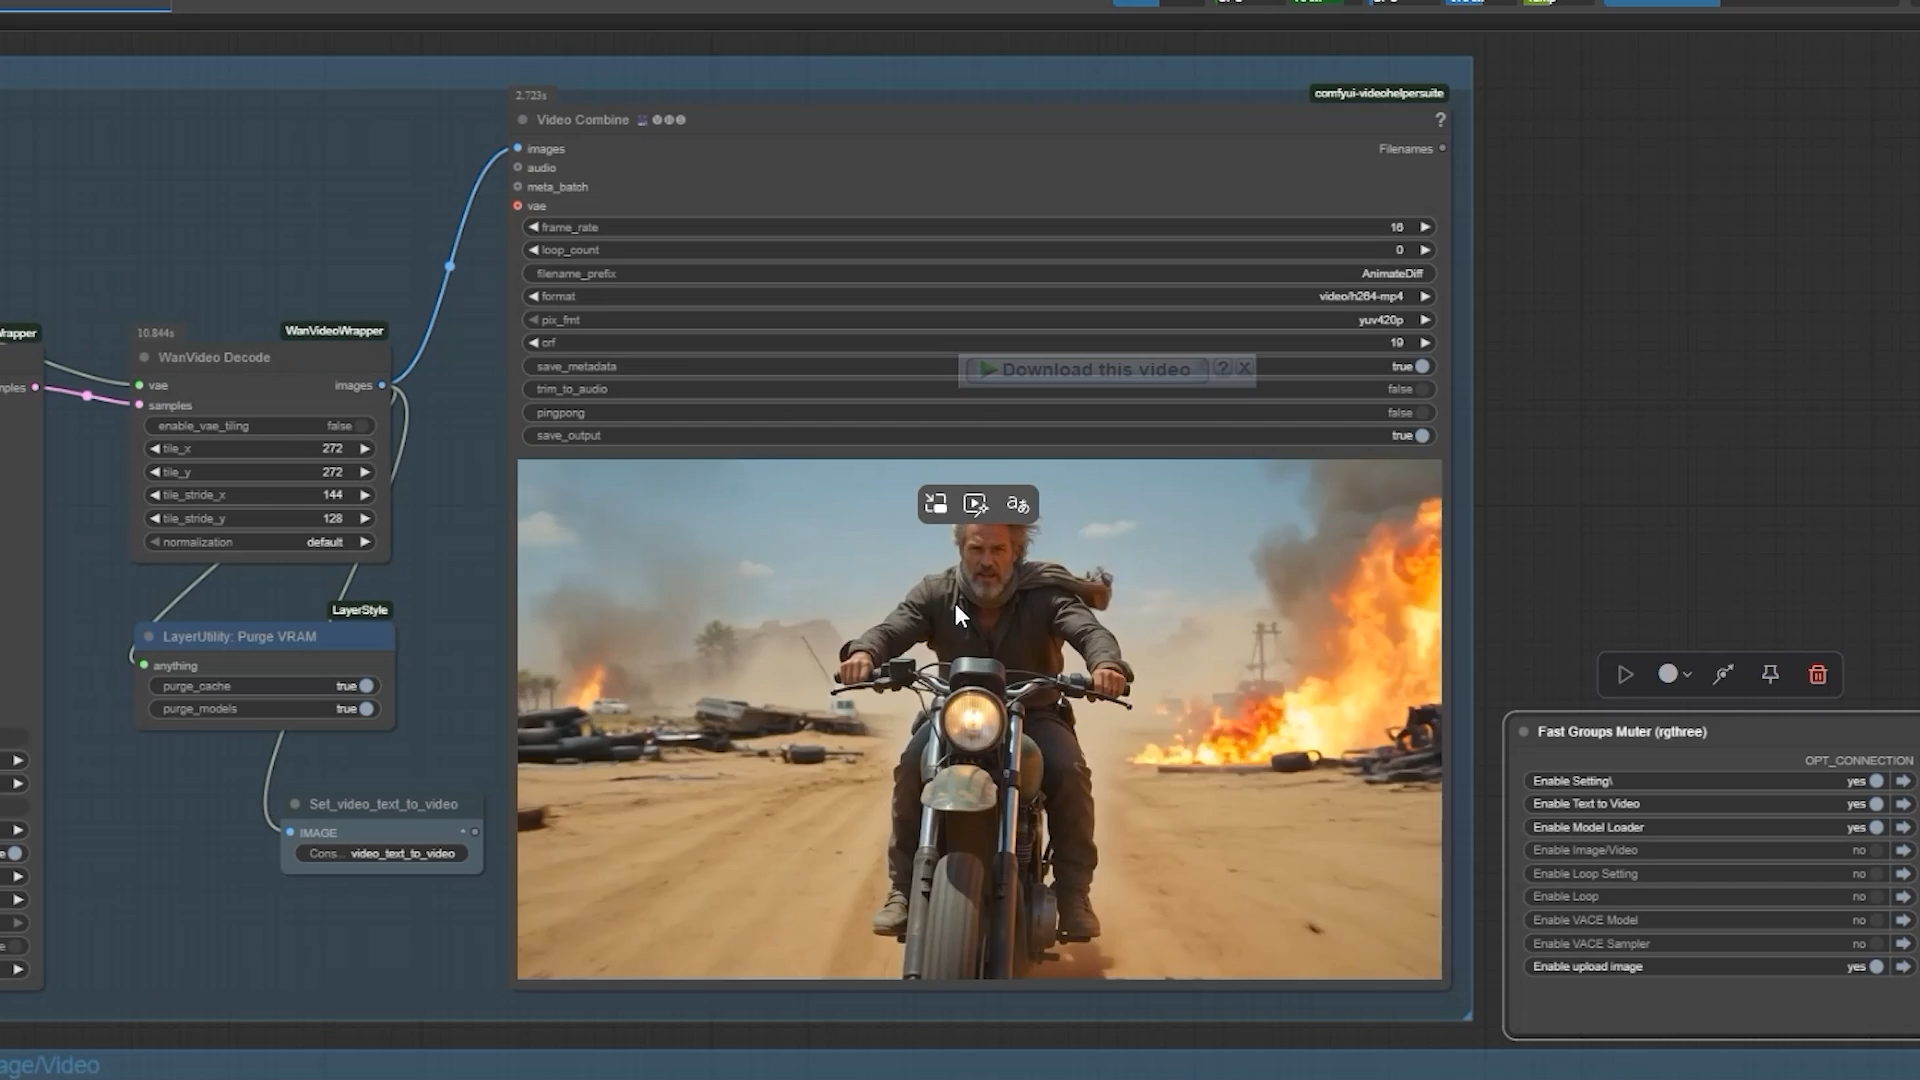 2.723s
comfyui-videohelpersuite
Video Combine
?
images
Filenames
audio
meta_batch
vae
frame_rate 16
loop_count 0
filename_prefix AnimateDiff
format video/h264-mp4
pix_fmt yuv420p
crf 19
save_metadata true
Download this video ? X
trim_to_audio false
pingpong false
save_output true
10.844s
WanVideoWrapper
WanVideo Decode
vae images
samples
enable_vae_tiling false
tile_x 272
tile_y 272
tile_stride_x 144
tile_stride_y 128
normalization default
LayerStyle
LayerUtility: Purge VRAM
anything
purge_cache true
purge_models true
Set_video_text_to_video
IMAGE
Cons... video_text_to_video
Fast Groups Muter (rgthree)
OPT_CONNECTION
Enable Setting\ yes
Enable Text to Video yes
Enable Model Loader yes
Enable Image/Video no
Enable Loop Setting no
Enable Loop no
Enable VACE Model no
Enable VACE Sampler no
Enable upload image yes
age/Video